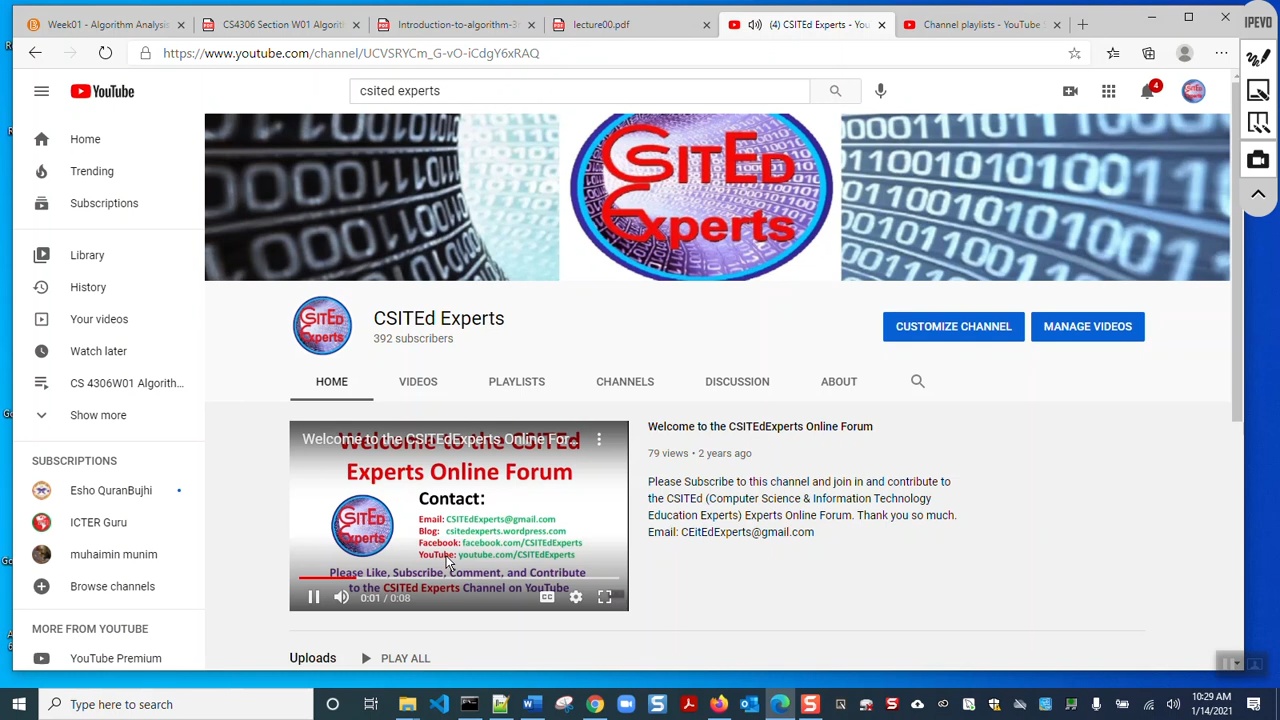 Week01 - Algorithm Analysis
CS4306 Section W01 Algorit
Introduction-to-algorithm-3
lecture00.pdf
(4) CSITEd Experts - You
Channel playlists - YouTube S
IPEVO
https://www.youtube.com/channel/UCVSRYCm_G-vO-iCdgY6xRAQ
YouTube
csited experts
4
Home
Trending
Subscriptions
Library
History
Your videos
Watch later
CS 4306W01 Algorith...
Show more
SUBSCRIPTIONS
Esho QuranBujhi
ICTER Guru
muhaimin munim
Browse channels
MORE FROM YOUTUBE
YouTube Premium
CSITEd
Experts
CSITEd Experts
392 subscribers
CUSTOMIZE CHANNEL
MANAGE VIDEOS
HOME
VIDEOS
PLAYLISTS
CHANNELS
DISCUSSION
ABOUT
Welcome to the CSITEdExperts Online For...
Welcome to the CSITEd
Experts Online Forum
Contact:
Email: CSITEdExperts@gmail.com
Blog: csitedexperts.wordpress.com
Facebook: facebook.com/CSITEdExperts
YouTube: youtube.com/CSITEdExperts
Please Like, Subscribe, Comment, and Contribute
to the CSITEd Experts Channel on YouTube.
0:01 / 0:08
Welcome to the CSITEdExperts Online Forum
79 views • 2 years ago
Please Subscribe to this channel and join in and contribute to
the CSITEd (Computer Science & Information Technology
Education Experts) Experts Online Forum. Thank you so much.
Email: CEitEdExperts@gmail.com
Uploads
PLAY ALL
Type here to search
10:29 AM
1/14/2021